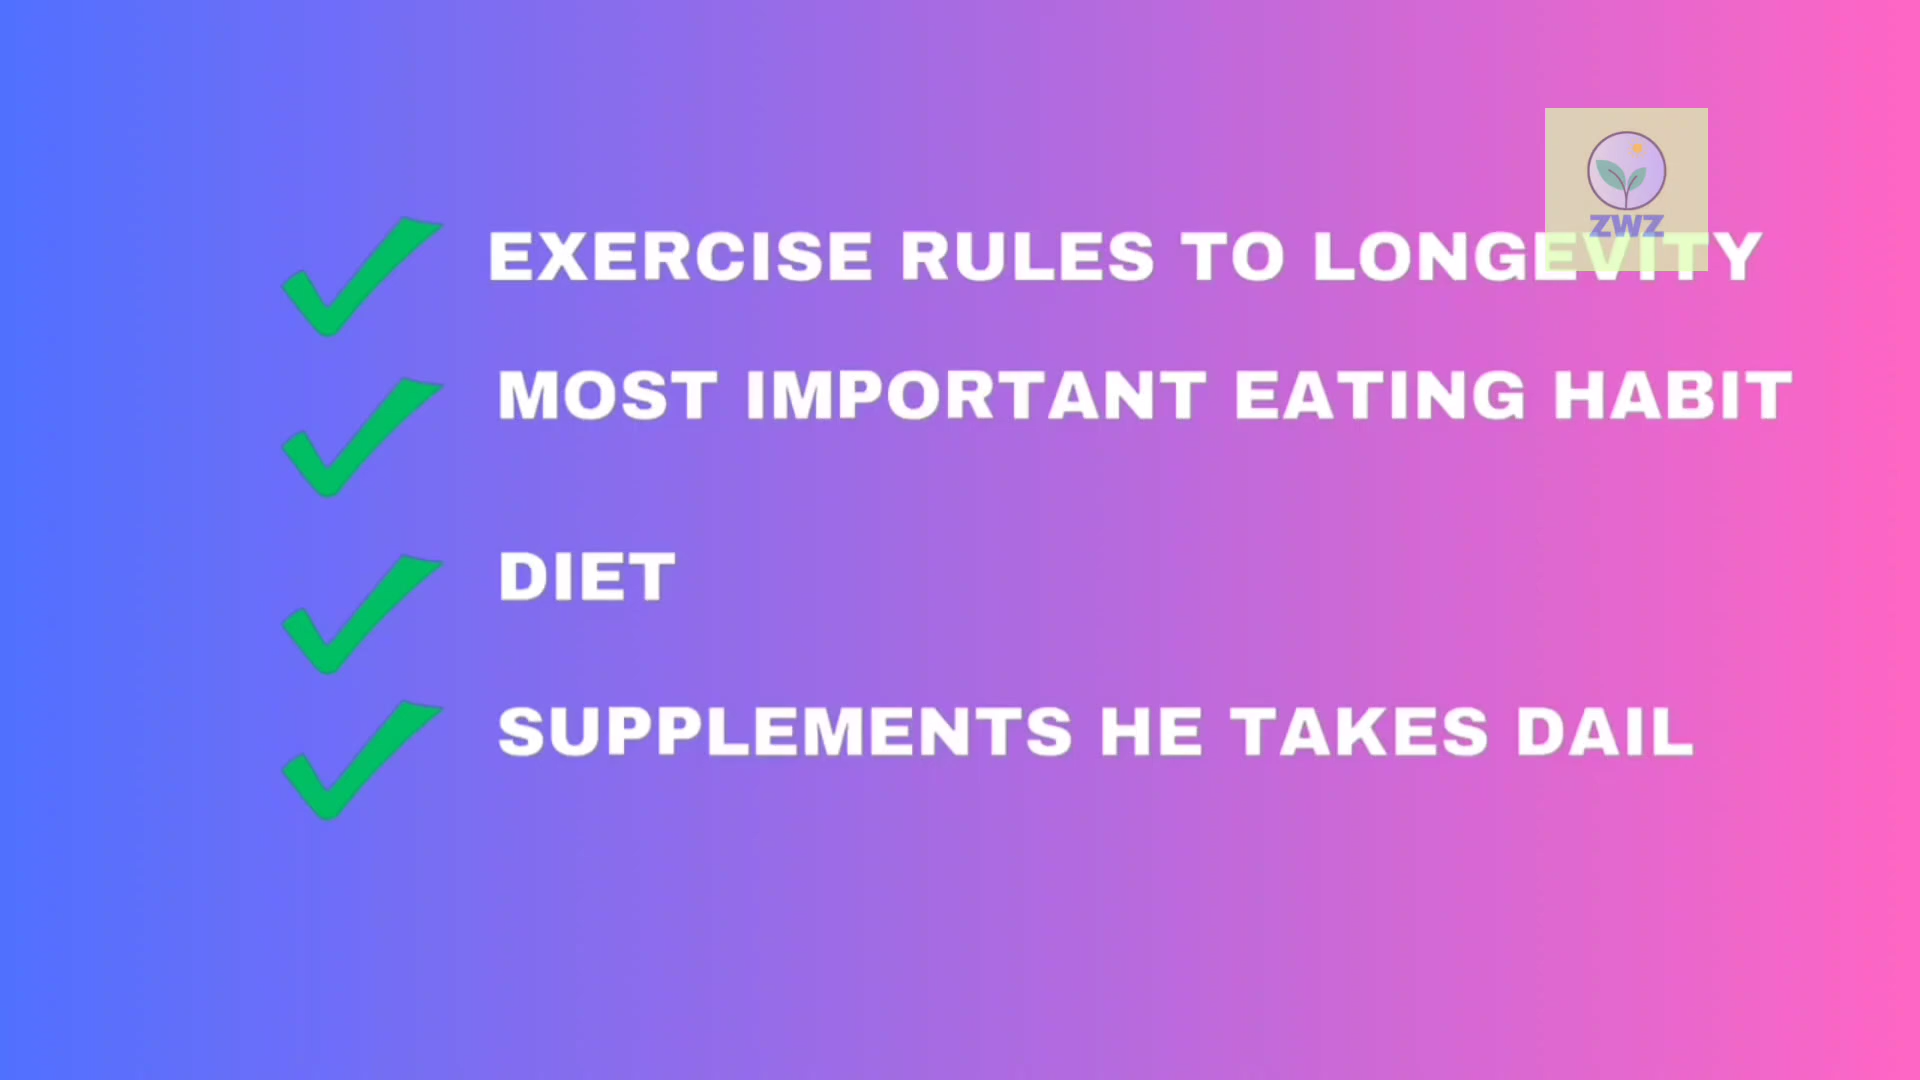 ZWZ
EXERCISE RULES TO LONGEVITY
MOST IMPORTANT EATING HABIT
DIET
SUPPLEMENTS HE TAKES DAIL